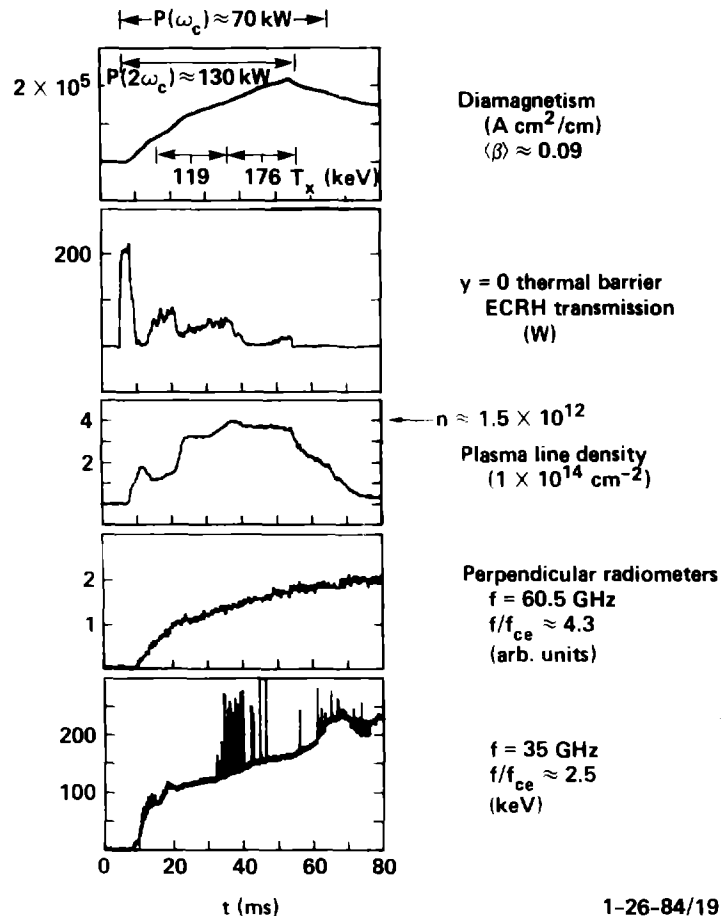 P(ω_c) ≈ 70 kW
P(2ω_c) ≈ 130 kW
2 × 10^5
119 176 T_x (keV)
Diamagnetism
(A cm^2/cm)
⟨β⟩ ≈ 0.09
200
y = 0 thermal barrier
ECRH transmission
(W)
4
2
n ≈ 1.5 × 10^12
Plasma line density
(1 × 10^14 cm^−2)
2
1
Perpendicular radiometers
f = 60.5 GHz
f/f_ce ≈ 4.3
(arb. units)
200
100
f = 35 GHz
f/f_ce ≈ 2.5
(keV)
0 20 40 60 80
t (ms)
1-26-84/19